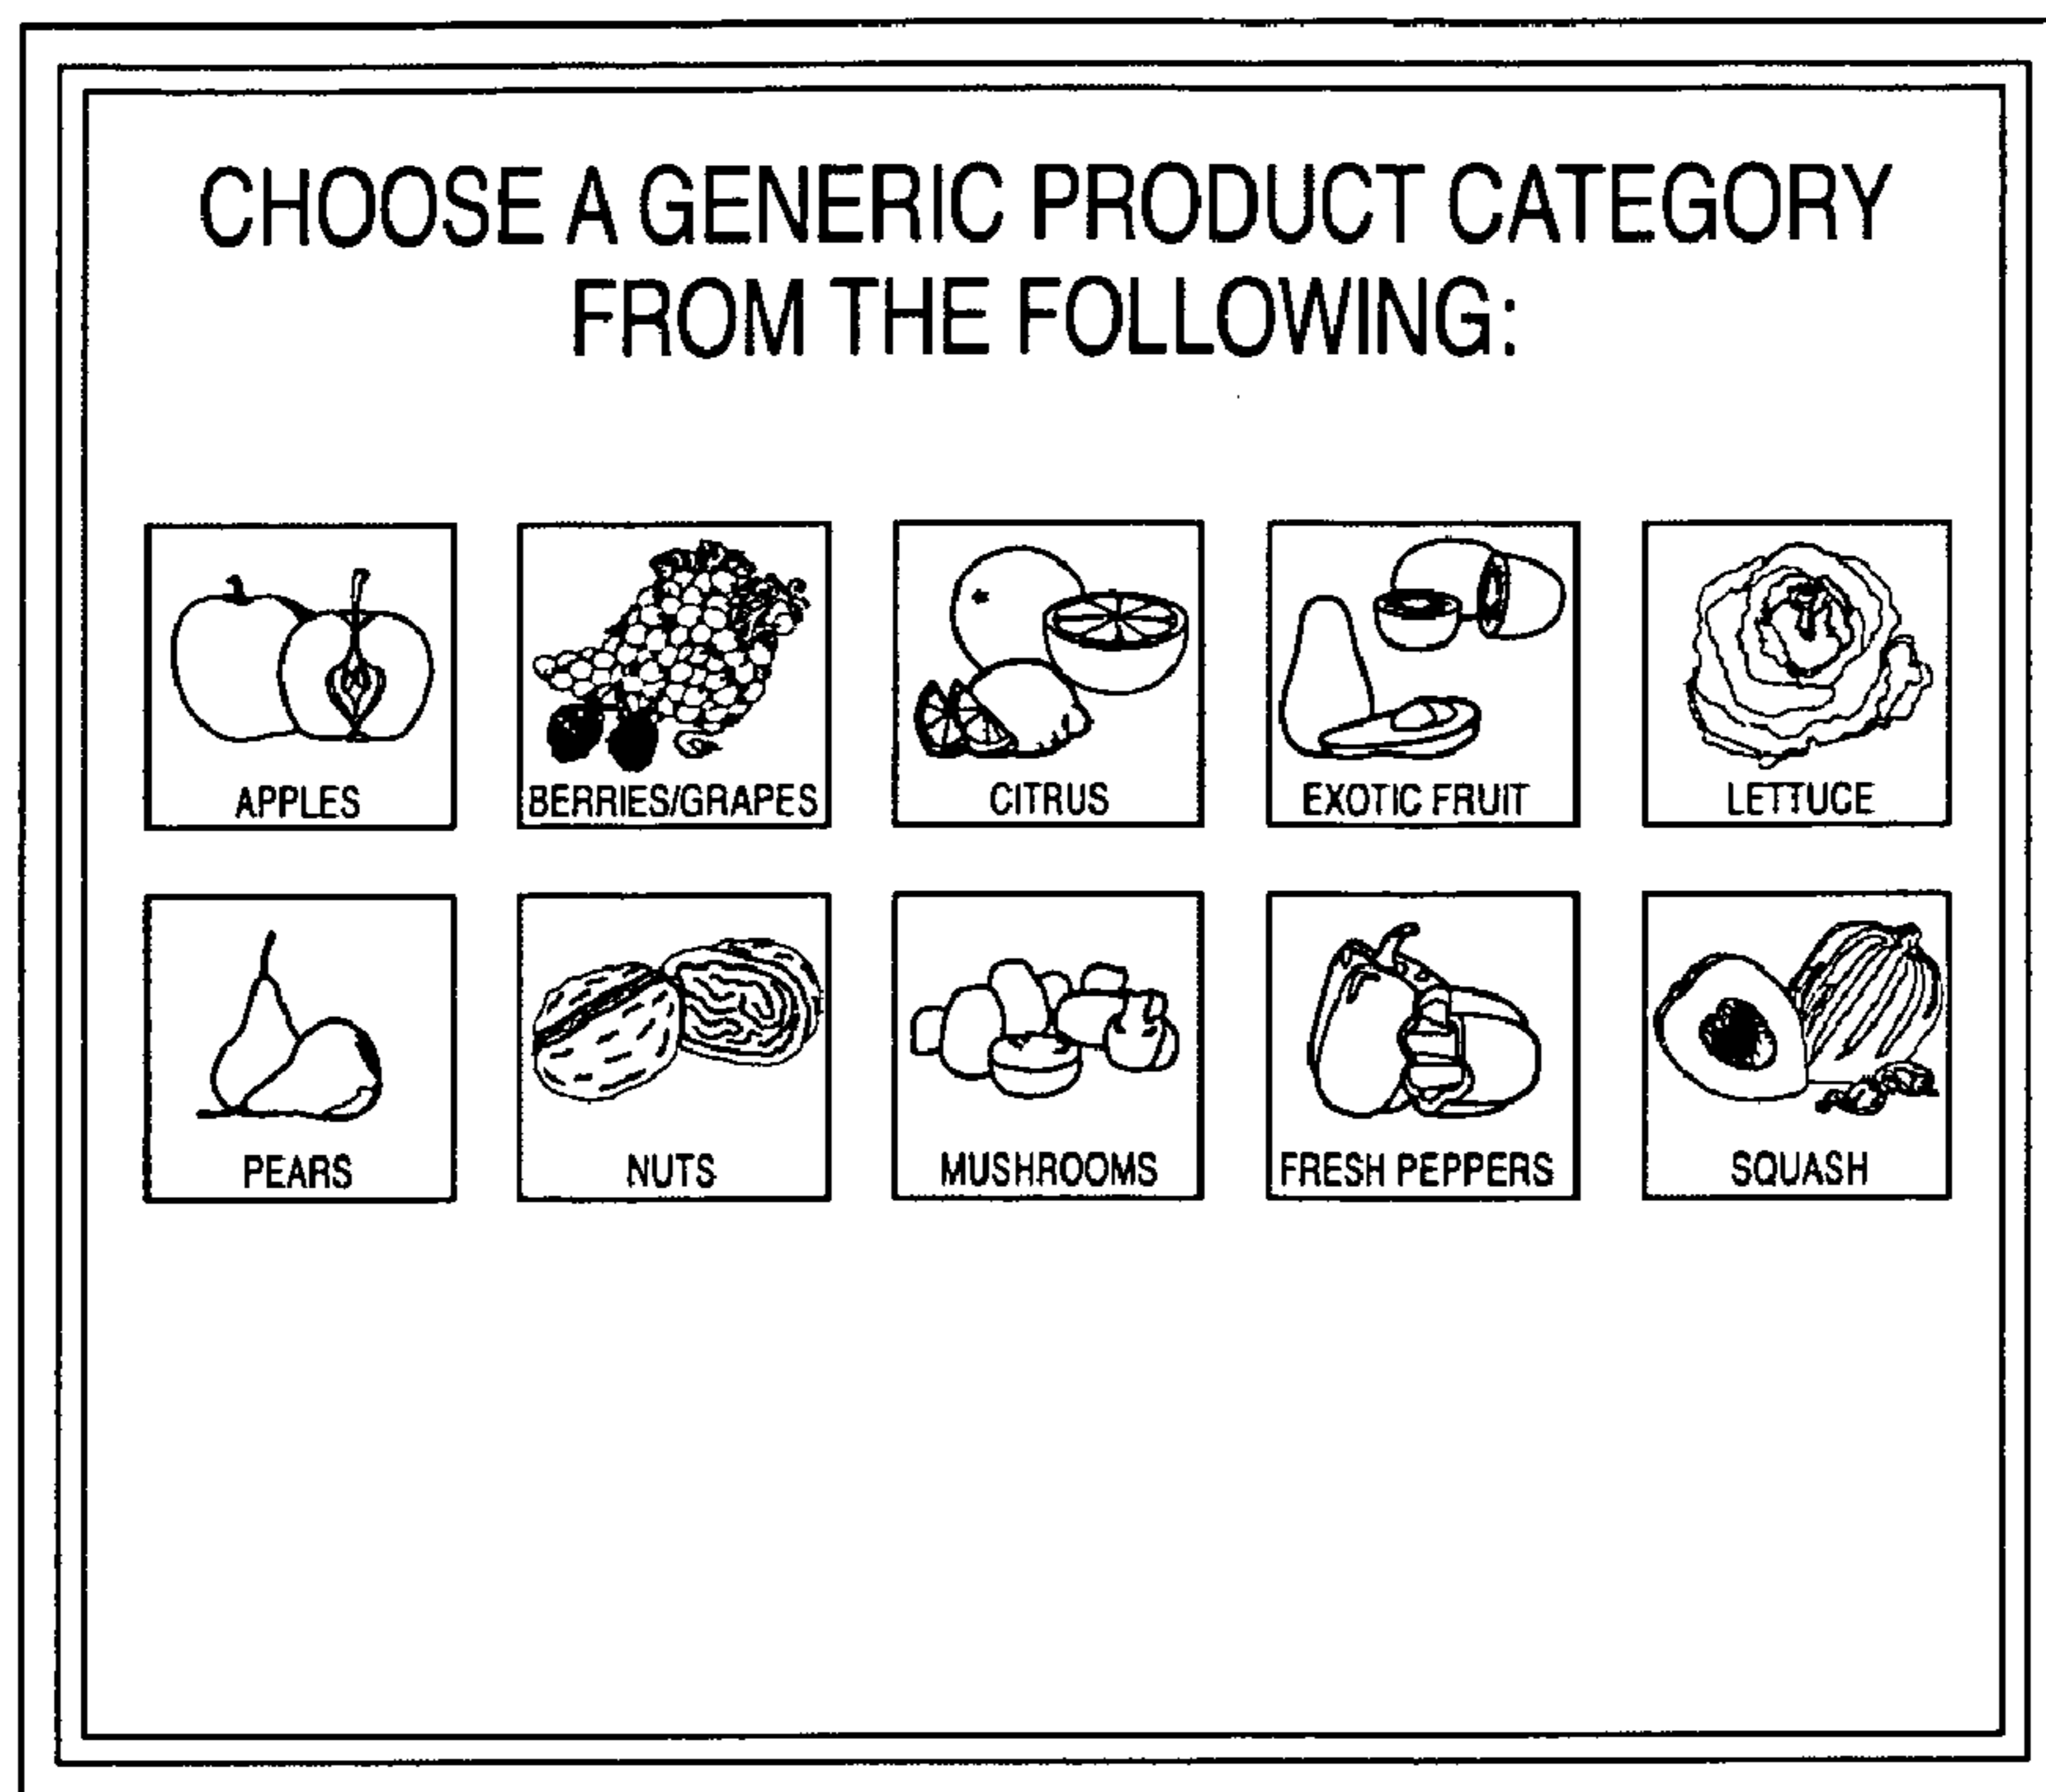 CHOOSE A GENERIC PRODUCT CATEGORY
FROM THE FOLLOWING:
APPLES
BERRIES/GRAPES
CITRUS
EXOTIC FRUIT
LETTUCE
PEARS
NUTS
MUSHROOMS
FRESH PEPPERS
SQUASH